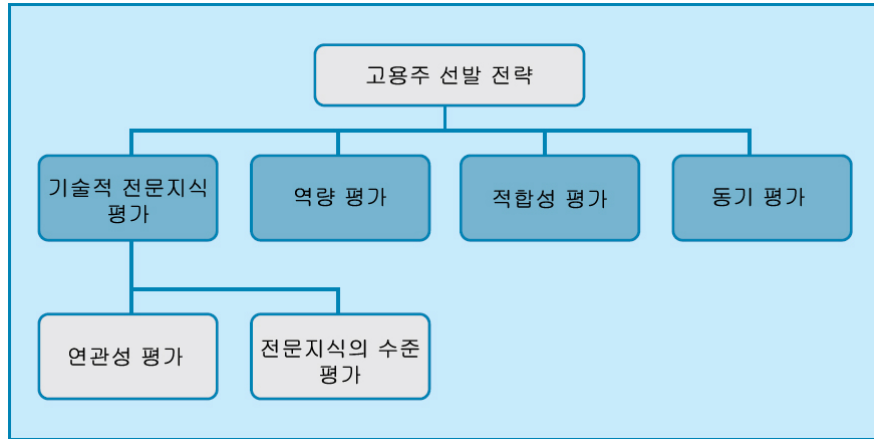 고용주 선발 전략
기술적 전문지식
평가
역량 평가
적합성 평가
동기 평가
연관성 평가
전문지식의 수준
평가